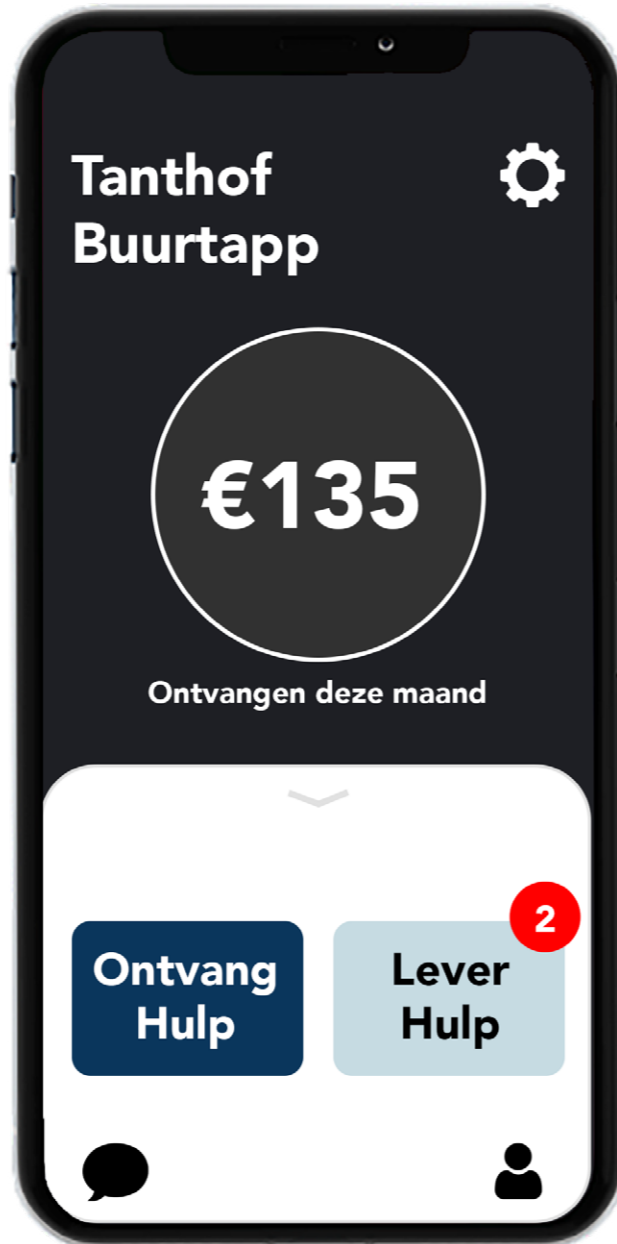 Tanthof
Buurtapp
€135
Ontvangen deze maand
2
Ontvang
Hulp
Lever
Hulp